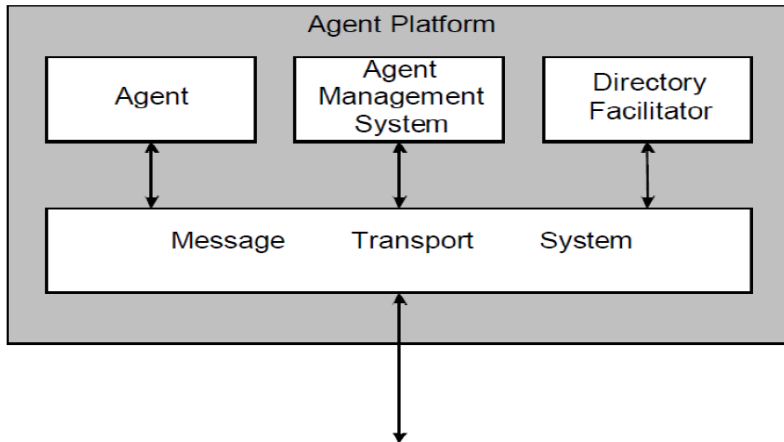 Agent Platform
Agent
Agent
Management
System
Directory
Facilitator
Message Transport System